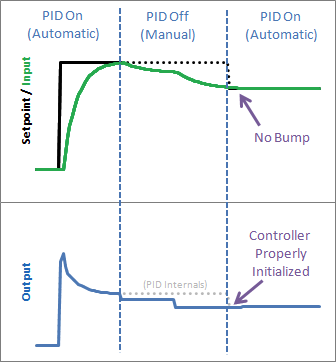 PID On
(Automatic)
PID Off
(Manual)
PID On
(Automatic)
Setpoint / Input
No Bump
Output
(PID Internals)
Controller
Properly
Initialized